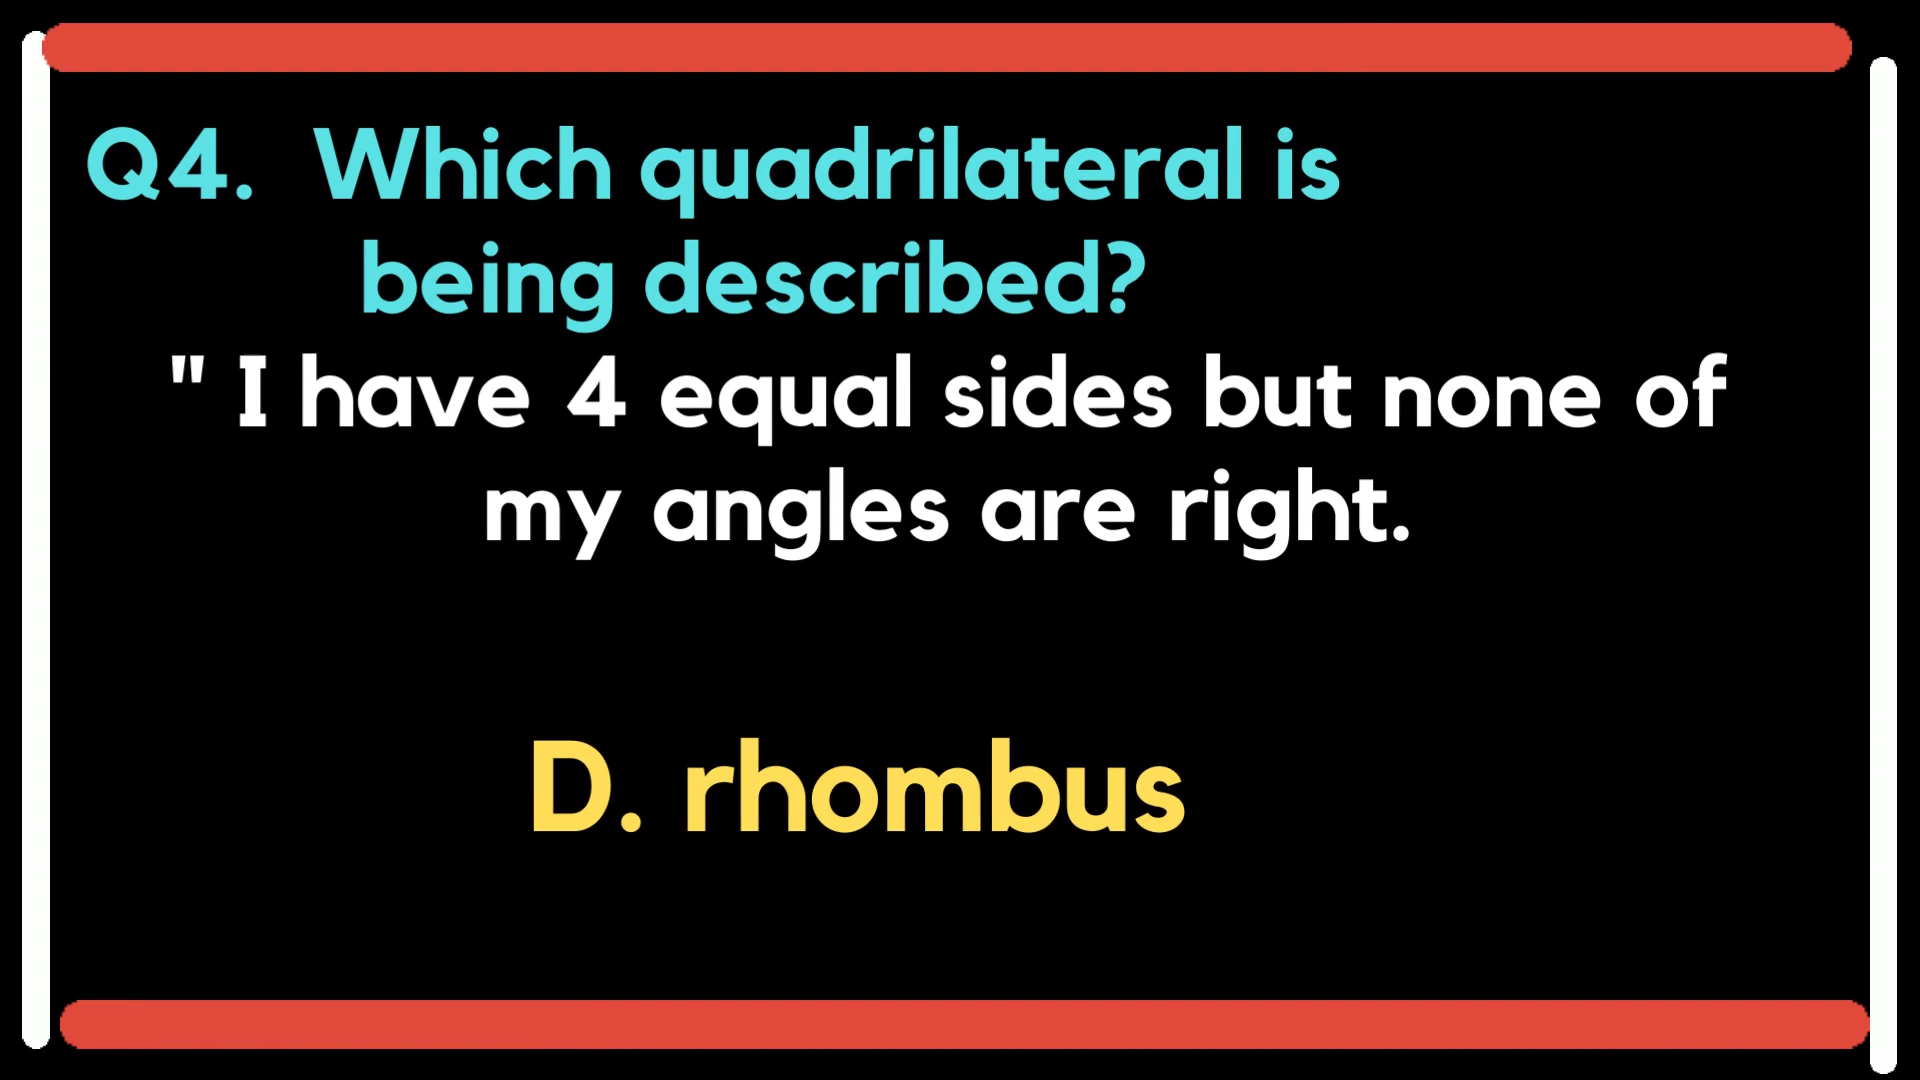 Q4. Which quadrilateral is
being described?
" I have 4 equal sides but none of
my angles are right.
D. rhombus